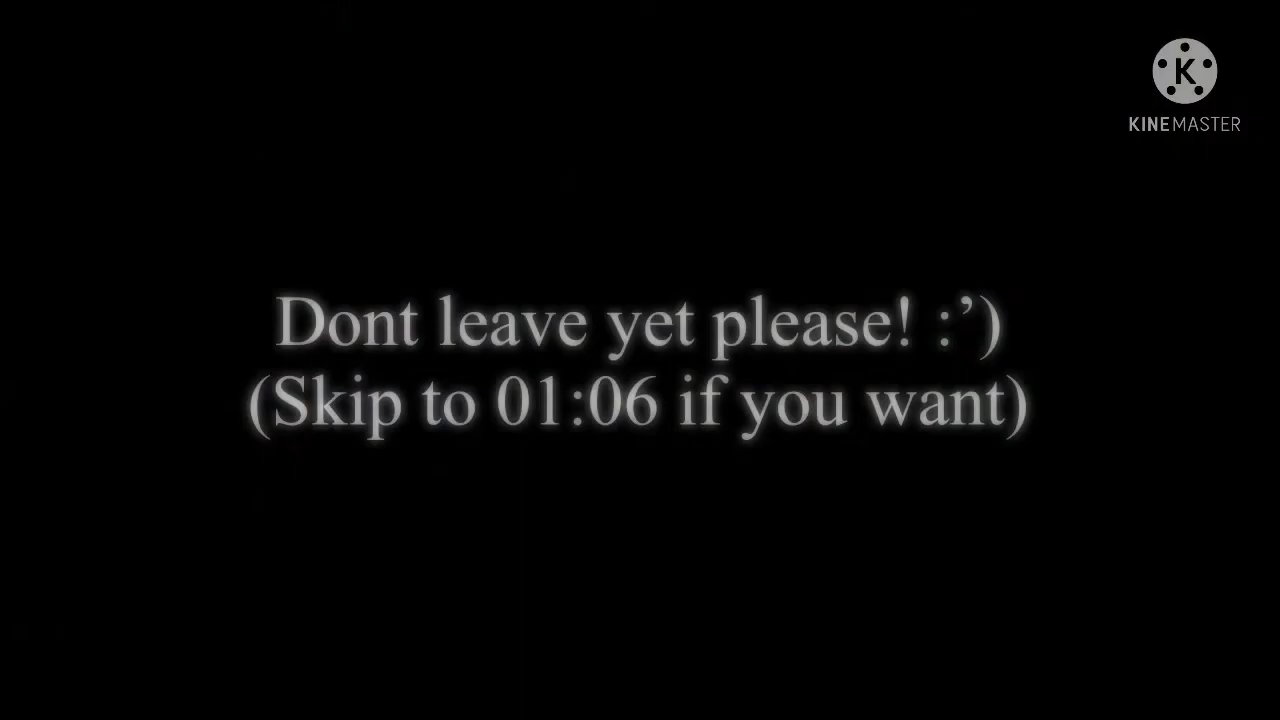 K
KINEMASTER
Dont leave yet please! :’)
(Skip to 01:06 if you want)